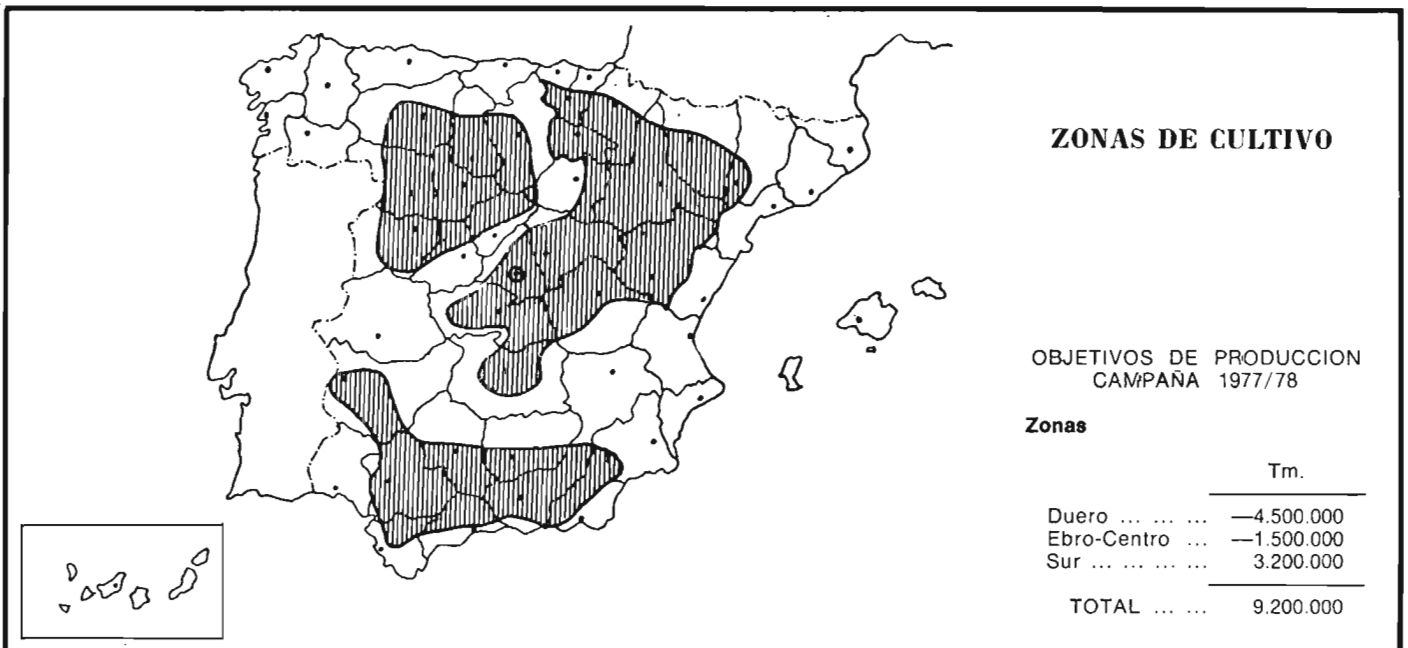 ZONAS DE CULTIVO
OBJETIVOS DE PRODUCCION
CAMPAÑA 1977/78
Zonas
Tm.
Duero ... ... ... —4.500.000
Ebro-Centro ... —1.500.000
Sur ... ... ... ... 3.200.000
TOTAL ... ... 9.200.000